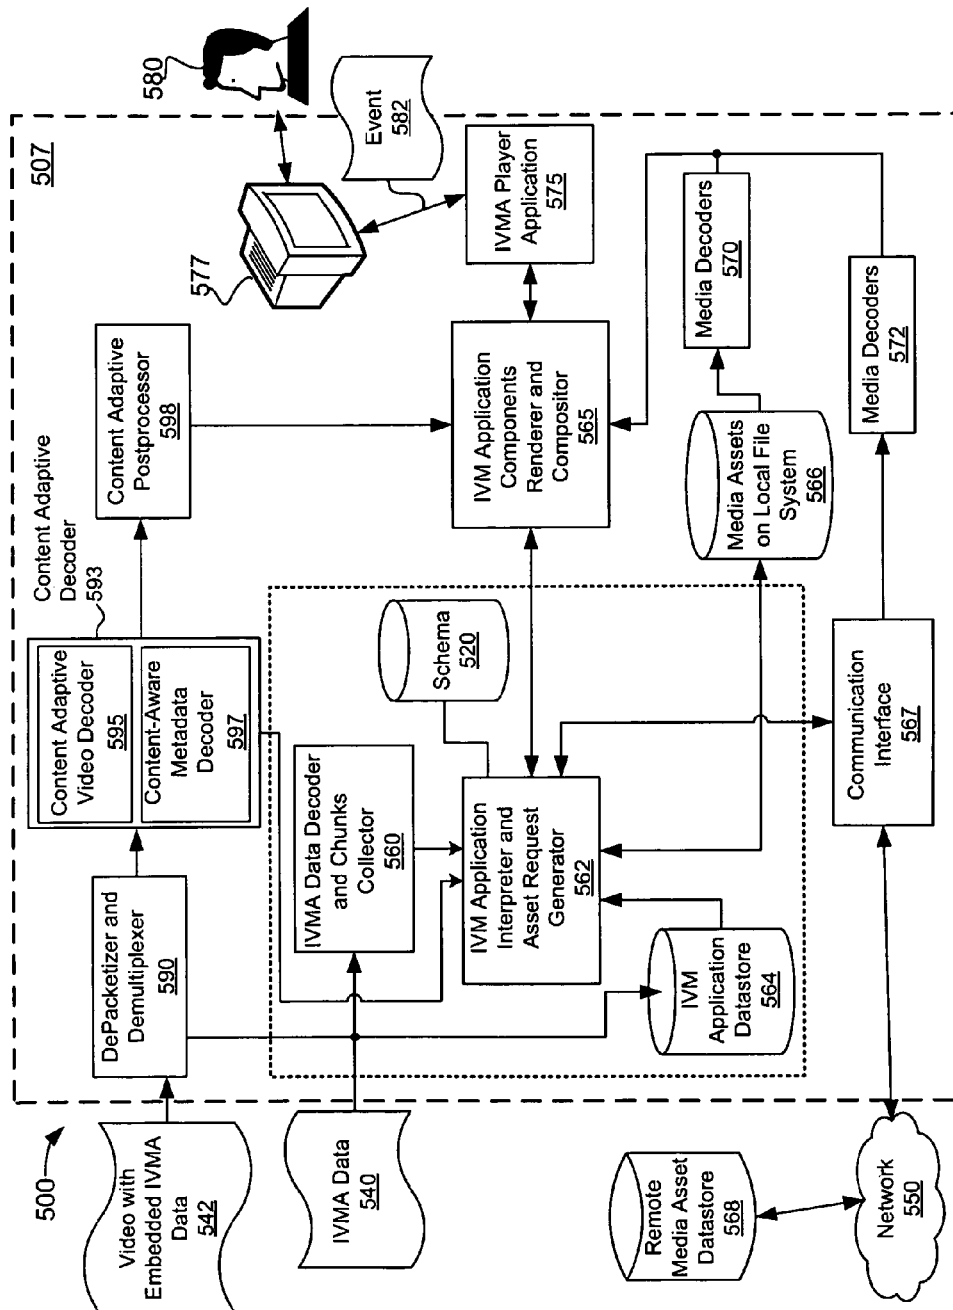 500
Video with
Embedded IVMA
Data
542
IVMA Data
540
Remote
Media Asset
Datastore
568
Network
550
507
DePacketizer and
Demultiplexer
590
Content Adaptive
Video Decoder
595
Content-Aware
Metadata
Decoder
597
Content Adaptive
Decoder
593
Content Adaptive
Postprocessor
598
IVMA Data Decoder
and Chunks
Collector
560
Schema
520
IVM Application
Interpreter and
Asset Request
Generator
562
IVM
Application
Datastore
564
IVM Application
Components
Renderer and
Compositor
565
IVMA Player
Application
575
Event
582
577
580
Media Decoders
570
Media Assets
on Local File
System
566
Media Decoders
572
Communication
Interface
567